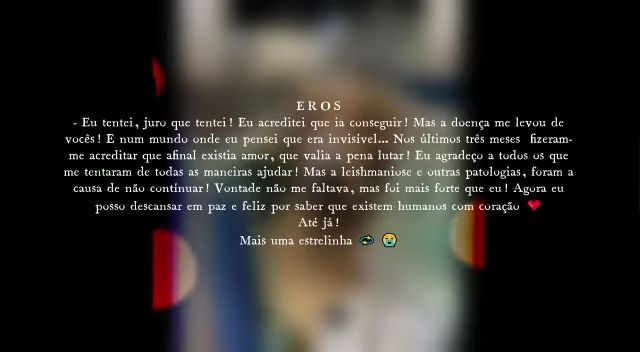 EROS
- Eu tentei, juro que tentei! Eu acreditei que ia conseguir! Mas a doença me levou de
vocês! E num mundo onde eu pensei que era invisível... Nos últimos três meses fizeram-
me acreditar que afinal existia amor, que valia a pena lutar! Eu agradeço a todos os que
me tentaram de todas as maneiras ajudar! Mas a leishmaniose e outras patologias, foram a
causa de não continuar! Vontade não me faltava, mas foi mais forte que eu! Agora eu
posso descansar em paz e feliz por saber que existem humanos com coração ❤️
Até já!
Mais uma estrelinha 💫 😭